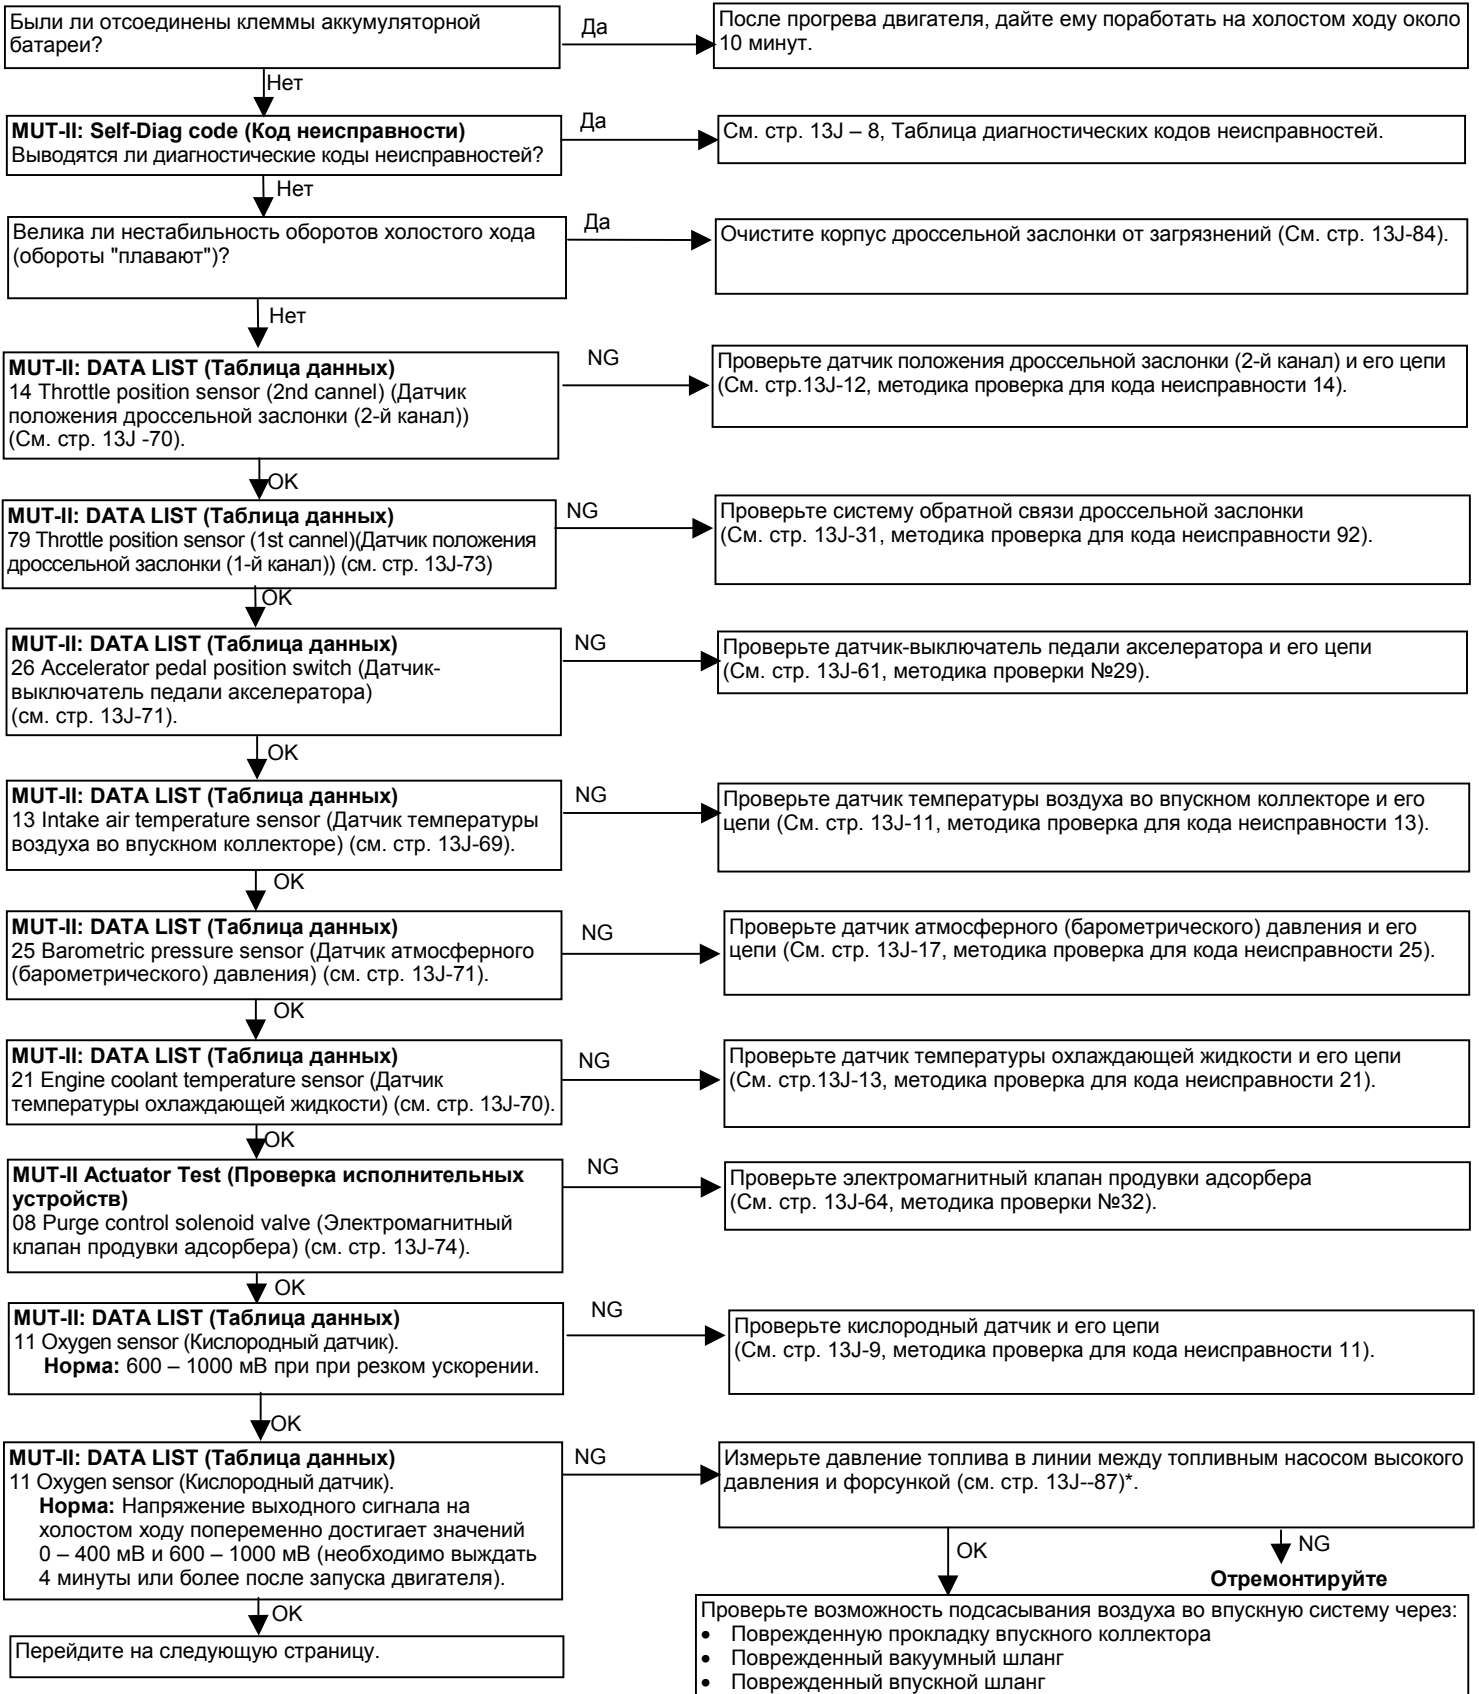 Были ли отсоединены клеммы аккумуляторной
батареи?
Да
После прогрева двигателя, дайте ему поработать на холостом ходу около
10 минут.
Нет
MUT-II: Self-Diag code (Код неисправности)
Выводятся ли диагностические коды неисправностей?
Да
См. стр. 13J – 8, Таблица диагностических кодов неисправностей.
Нет
Велика ли нестабильность оборотов холостого хода
(обороты "плавают")?
Да
Очистите корпус дроссельной заслонки от загрязнений (См. стр. 13J-84).
Нет
MUT-II: DATA LIST (Таблица данных)
14 Throttle position sensor (2nd cannel) (Датчик
положения дроссельной заслонки (2-й канал))
(См. стр. 13J -70).
NG
Проверьте датчик положения дроссельной заслонки (2-й канал) и его цепи
(См. стр.13J-12, методика проверка для кода неисправности 14).
OK
MUT-II: DATA LIST (Таблица данных)
79 Throttle position sensor (1st cannel)(Датчик положения
дроссельной заслонки (1-й канал)) (см. стр. 13J-73)
NG
Проверьте систему обратной связи дроссельной заслонки
(См. стр. 13J-31, методика проверка для кода неисправности 92).
OK
MUT-II: DATA LIST (Таблица данных)
26 Accelerator pedal position switch (Датчик-
выключатель педали акселератора)
(см. стр. 13J-71).
NG
Проверьте датчик-выключатель педали акселератора и его цепи
(См. стр. 13J-61, методика проверки №29).
OK
MUT-II: DATA LIST (Таблица данных)
13 Intake air temperature sensor (Датчик температуры
воздуха во впускном коллекторе) (см. стр. 13J-69).
NG
Проверьте датчик температуры воздуха во впускном коллекторе и его
цепи (См. стр. 13J-11, методика проверка для кода неисправности 13).
OK
MUT-II: DATA LIST (Таблица данных)
25 Barometric pressure sensor (Датчик атмосферного
(барометрического) давления) (см. стр. 13J-71).
NG
Проверьте датчик атмосферного (барометрического) давления и его
цепи (См. стр. 13J-17, методика проверка для кода неисправности 25).
OK
MUT-II: DATA LIST (Таблица данных)
21 Engine coolant temperature sensor (Датчик
температуры охлаждающей жидкости) (см. стр. 13J-70).
NG
Проверьте датчик температуры охлаждающей жидкости и его цепи
(См. стр.13J-13, методика проверка для кода неисправности 21).
OK
MUT-II Actuator Test (Проверка исполнительных
устройств)
08 Purge control solenoid valve (Электромагнитный
клапан продувки адсорбера) (см. стр. 13J-74).
NG
Проверьте электромагнитный клапан продувки адсорбера
(См. стр. 13J-64, методика проверки №32).
OK
MUT-II: DATA LIST (Таблица данных)
11 Oxygen sensor (Кислородный датчик).
Норма: 600 – 1000 мВ при при резком ускорении.
NG
Проверьте кислородный датчик и его цепи
(См. стр. 13J-9, методика проверка для кода неисправности 11).
OK
MUT-II: DATA LIST (Таблица данных)
11 Oxygen sensor (Кислородный датчик).
Норма: Напряжение выходного сигнала на
холостом ходу попеременно достигает значений
0 – 400 мВ и 600 – 1000 мВ (необходимо выждать
4 минуты или более после запуска двигателя).
NG
Измерьте давление топлива в линии между топливным насосом высокого
давления и форсункой (см. стр. 13J--87)*.
OK
NG
Отремонтируйте
OK
Перейдите на следующую страницу.
Проверьте возможность подсасывания воздуха во впускную систему через:
• Поврежденную прокладку впускного коллектора
• Поврежденный вакуумный шланг
• Поврежденный впускной шланг